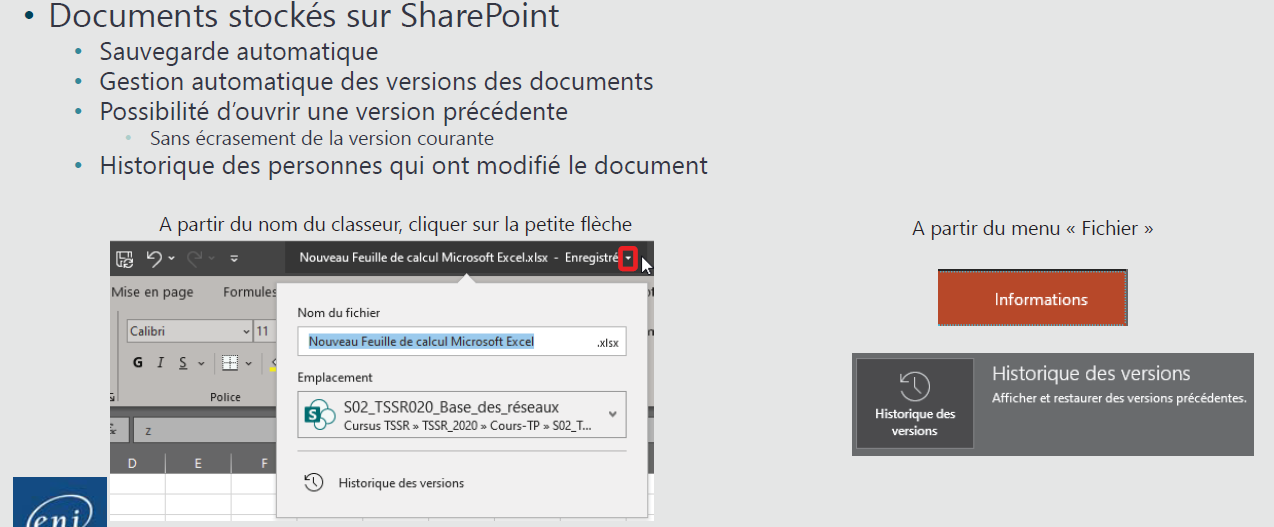 Documents stockés sur SharePoint
Sauvegarde automatique
Gestion automatique des versions des documents
Possibilité d'ouvrir une version précédente
Sans écrasement de la version courante
Historique des personnes qui ont modifié le document
A partir du nom du classeur, cliquer sur la petite flèche
Nouveau Feuille de calcul Microsoft Excel.xlsx - Enregistré
Mise en page Formules
Nom du fichier
Calibri 11
Nouveau Feuille de calcul Microsoft Excel .xlsx
G I S
Emplacement
Police
S02_TSSR020_Base_des_réseaux
Cursus TSSR » TSSR_2020 » Cours-TP » S02_T...
z
D E F
Historique des versions
A partir du menu « Fichier »
Informations
Historique des versions
Afficher et restaurer des versions précédentes.
Historique des
versions
eni